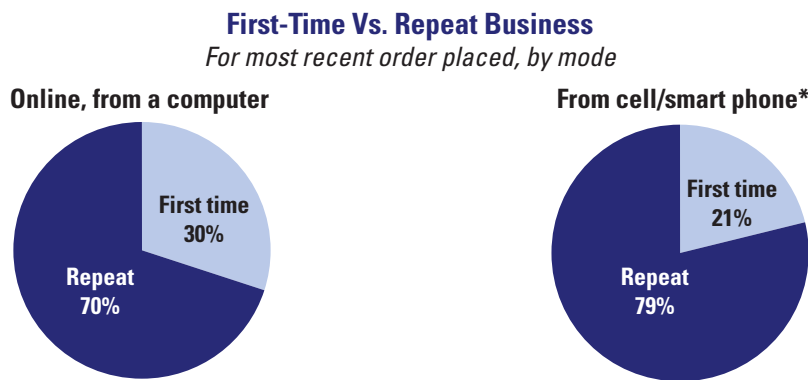 First-Time Vs. Repeat Business
For most recent order placed, by mode
Online, from a computer
First time
30%
Repeat
70%
From cell/smart phone*
First time
21%
Repeat
79%